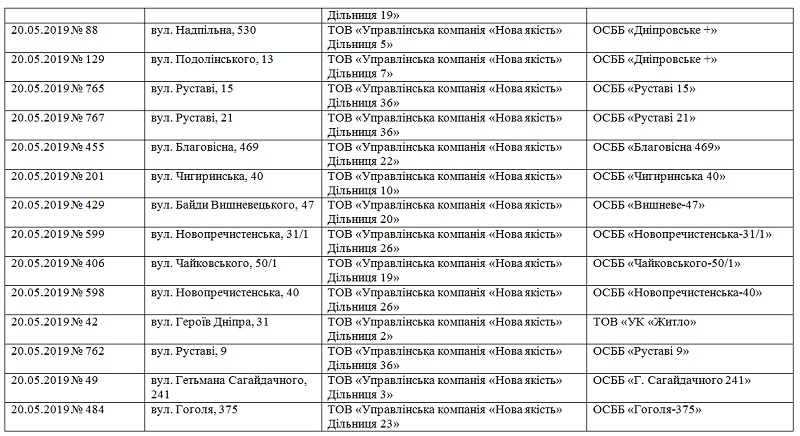 Дільниця 19»
20.05.2019 № 88 вул. Надпільна, 530 ТОВ «Управлінська компанія «Нова якість» ОСББ «Дніпровське +»
Дільниця 5»
20.05.2019 № 129 вул. Подолінського, 13 ТОВ «Управлінська компанія «Нова якість» ОСББ «Дніпровське +»
Дільниця 7»
20.05.2019 № 765 вул. Руставі, 15 ТОВ «Управлінська компанія «Нова якість» ОСББ «Руставі 15»
Дільниця 36»
20.05.2019 № 767 вул. Руставі, 21 ТОВ «Управлінська компанія «Нова якість» ОСББ «Руставі 21»
Дільниця 36»
20.05.2019 № 455 вул. Благовісна, 469 ТОВ «Управлінська компанія «Нова якість» ОСББ «Благовісна 469»
Дільниця 22»
20.05.2019 № 201 вул. Чигиринська, 40 ТОВ «Управлінська компанія «Нова якість» ОСББ «Чигиринська 40»
Дільниця 10»
20.05.2019 № 429 вул. Байди Вишневецького, 47 ТОВ «Управлінська компанія «Нова якість» ОСББ «Вишневе-47»
Дільниця 20»
20.05.2019 № 599 вул. Новопречистенська, 31/1 ТОВ «Управлінська компанія «Нова якість» ОСББ «Новопречистенська-31/1»
Дільниця 26»
20.05.2019 № 406 вул. Чайковського, 50/1 ТОВ «Управлінська компанія «Нова якість» ОСББ «Чайковського-50/1»
Дільниця 19»
20.05.2019 № 598 вул. Новопречистенська, 40 ТОВ «Управлінська компанія «Нова якість» ОСББ «Новопречистенська-40»
Дільниця 26»
20.05.2019 № 42 вул. Героїв Дніпра, 31 ТОВ «Управлінська компанія «Нова якість» ТОВ «УК «Житло»
Дільниця 2»
20.05.2019 № 762 вул. Руставі, 9 ТОВ «Управлінська компанія «Нова якість» ОСББ «Руставі 9»
Дільниця 36»
20.05.2019 № 49 вул. Гетьмана Сагайдачного, ТОВ «Управлінська компанія «Нова якість» ОСББ «Г. Сагайдачного 241»
241 Дільниця 3»
20.05.2019 № 484 вул. Гоголя, 375 ТОВ «Управлінська компанія «Нова якість» ОСББ «Гоголя-375»
Дільниця 23»